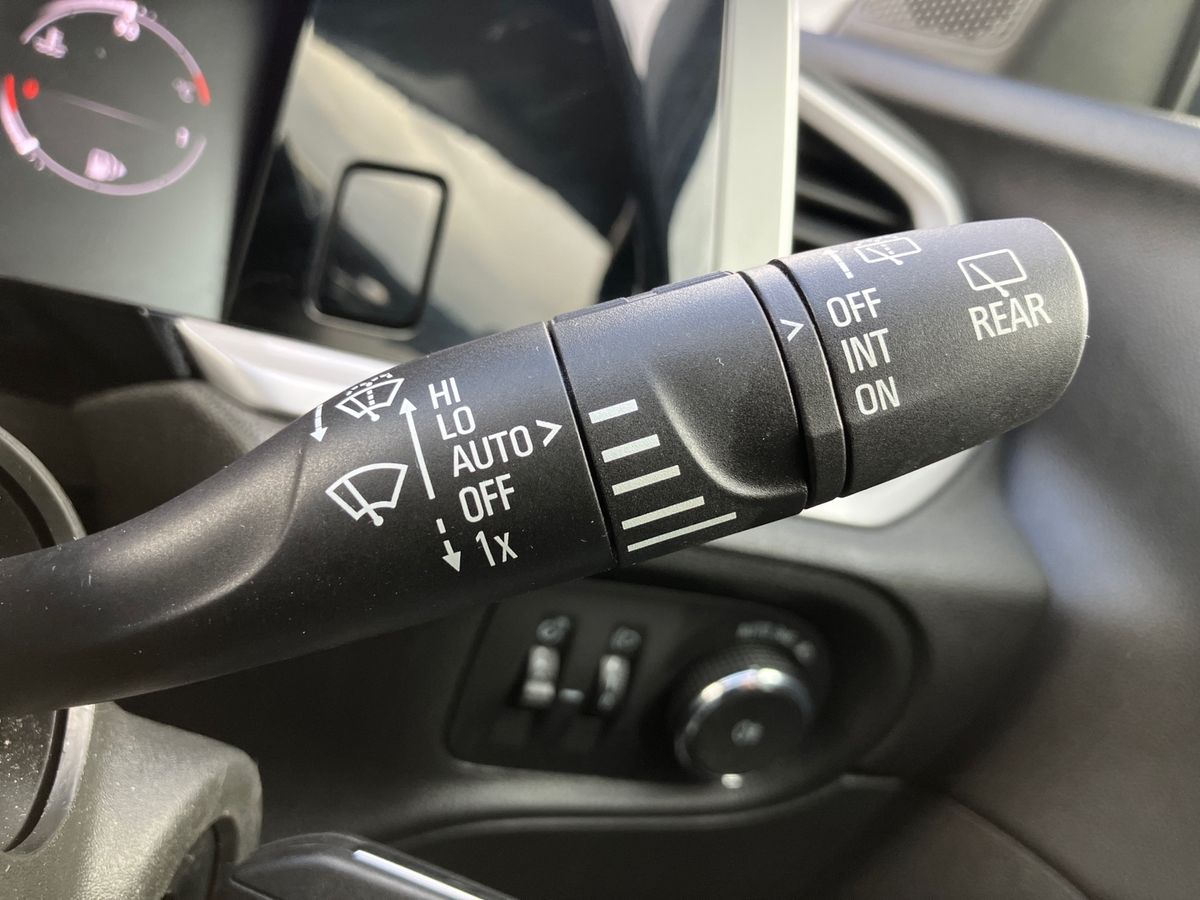 HI
LO
AUTO >
OFF
1x
>
OFF
INT
ON
REAR